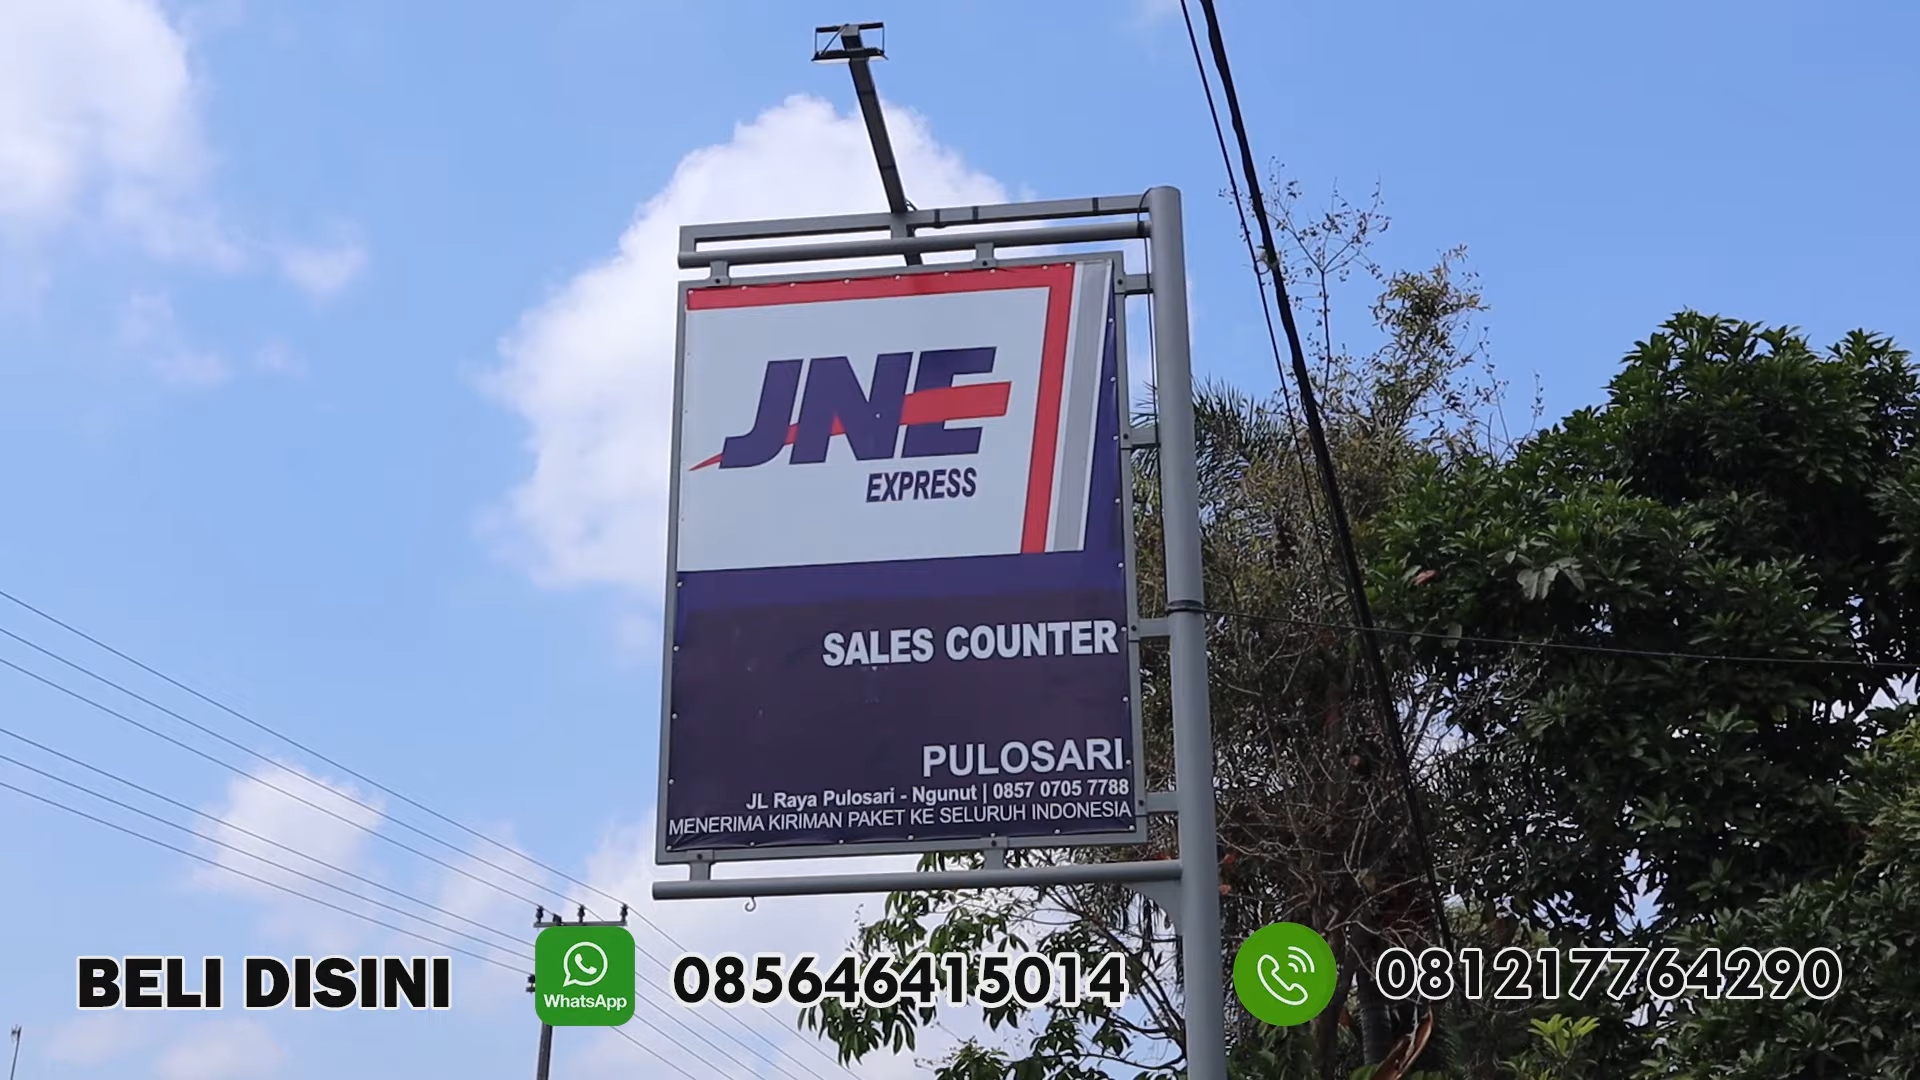 JNE
EXPRESS
SALES COUNTER
PULOSARI
JL Raya Pulosari - Ngunut | 0857 0705 7788
MENERIMA KIRIMAN PAKET KE SELURUH INDONESIA
BELI DISINI
WhatsApp
085646415014
081217764290